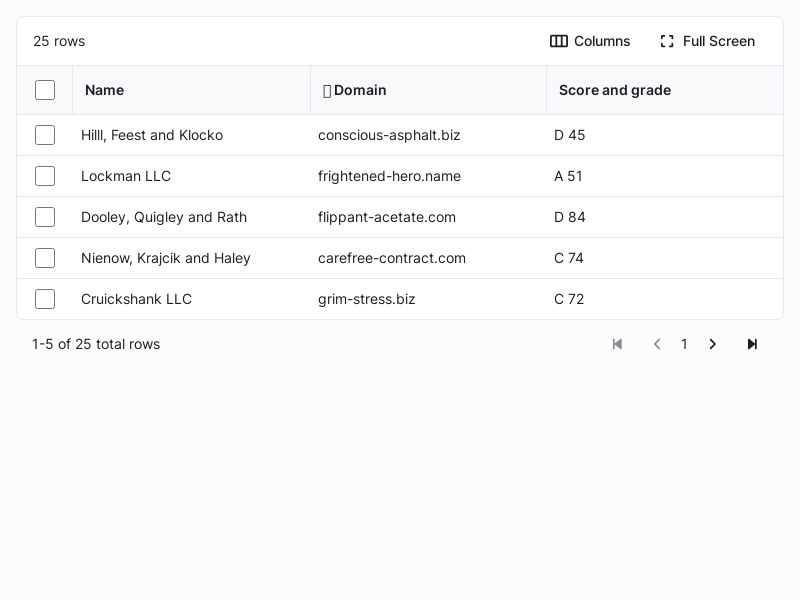 25 rows
Columns
Full Screen
Name
Domain
Score and grade
Hilll, Feest and Klocko
conscious-asphalt.biz
D 45
Lockman LLC
frightened-hero.name
A 51
Dooley, Quigley and Rath
flippant-acetate.com
D 84
Nienow, Krajcik and Haley
carefree-contract.com
C 74
Cruickshank LLC
grim-stress.biz
C 72
1-5 of 25 total rows
1